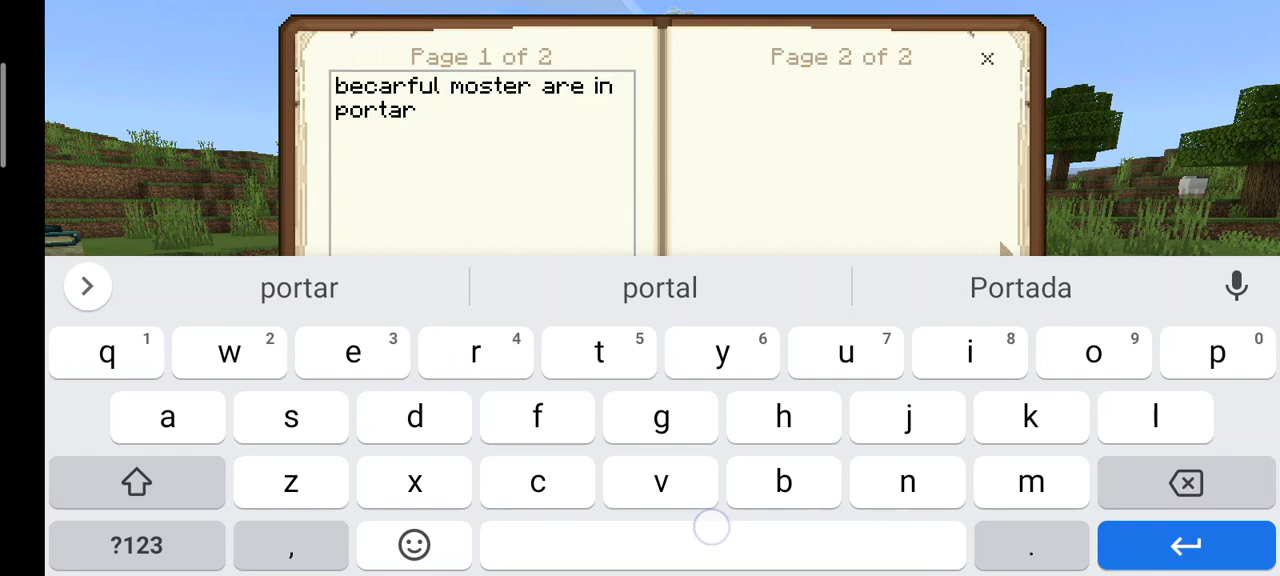 Page 1 of 2
Page 2 of 2
becarful moster are in
portar
portar portal Portada
q 1 w 2 e 3 r 4 t 5 y 6 u 7 i 8 o 9 p 0
a s d f g h j k l
z x c v b n m
?123 , .